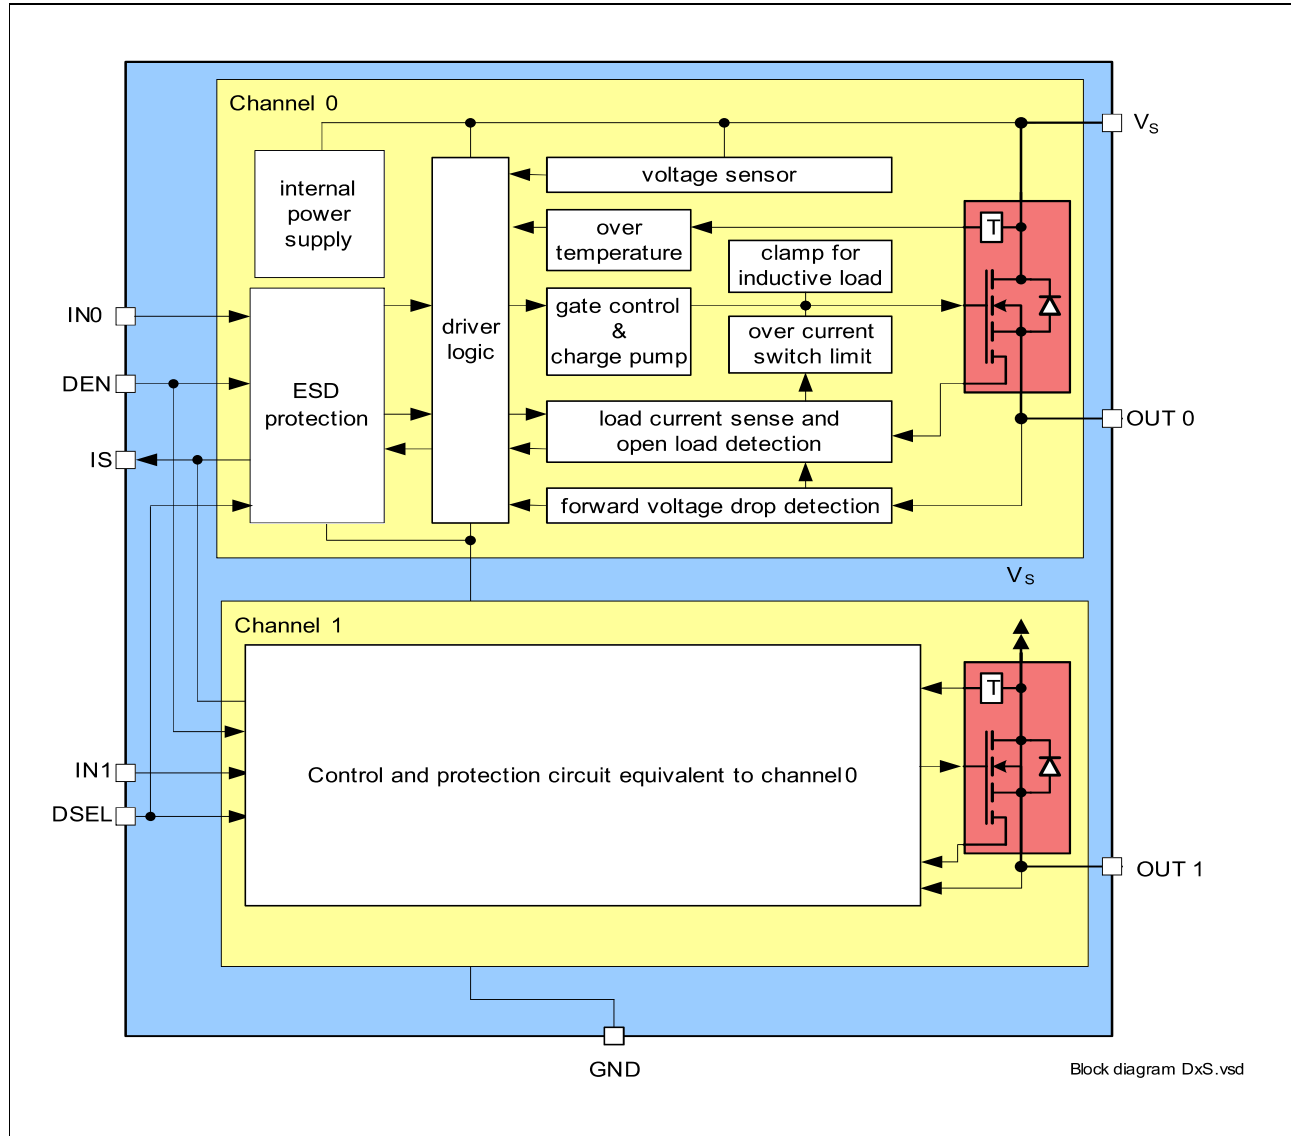 Channel 0
VS
internal
power
supply
voltage sensor
over
temperature
T
clamp for
inductive load
IN0
driver
logic
gate control
&
charge pump
over current
switch limit
DEN
ESD
protection
load current sense and
open load detection
OUT 0
IS
forward voltage drop detection
VS
Channel 1
T
IN1
Control and protection circuit equivalent to channel 0
DSEL
OUT 1
GND
Block diagram DxS.vsd